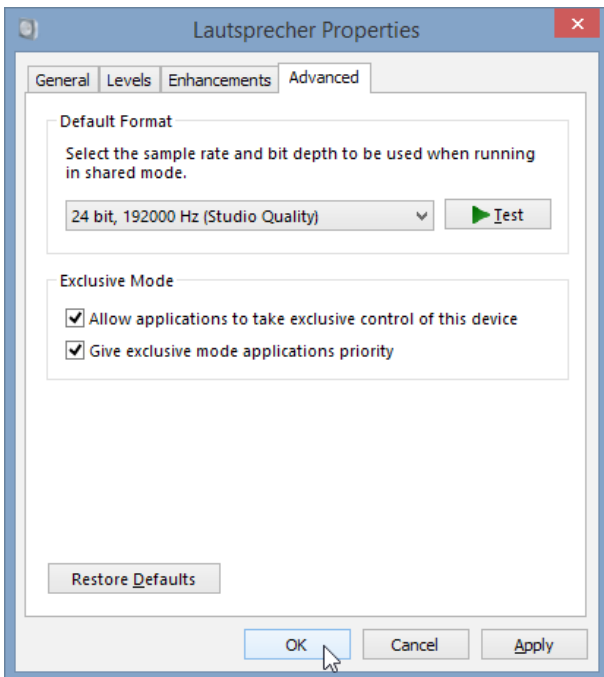 Lautsprecher Properties
General Levels Enhancements Advanced
Default Format
Select the sample rate and bit depth to be used when running
in shared mode.
24 bit, 192000 Hz (Studio Quality) Test
Exclusive Mode
Allow applications to take exclusive control of this device
Give exclusive mode applications priority
Restore Defaults
OK Cancel Apply